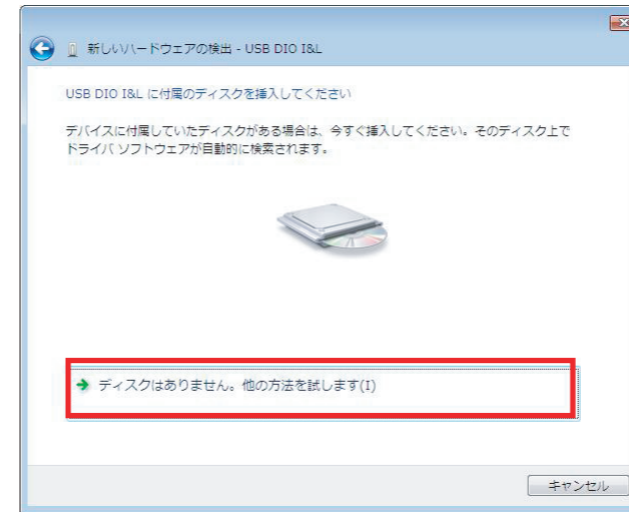 新しいハードウェアの検出 - USB DIO I&L
USB DIO I&L に付属のディスクを挿入してください
デバイスに付属していたディスクがある場合は、今すぐ挿入してください。そのディスク上で
ドライバ ソフトウェアが自動的に検索されます。
ディスクはありません。他の方法を試します(I)
キャンセル